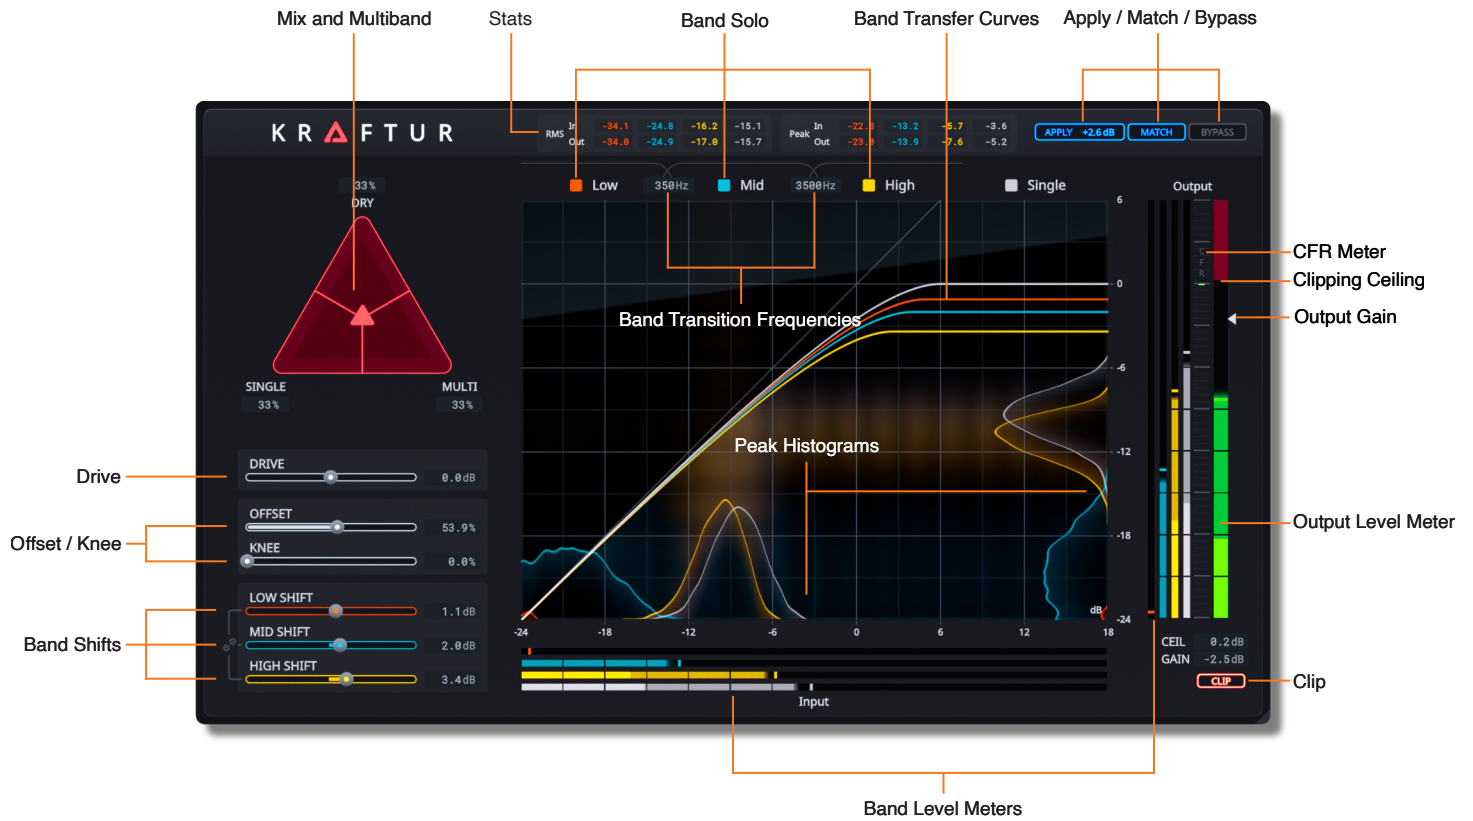 Mix and Multiband
Stats
Band Solo
Band Transfer Curves
Apply / Match / Bypass
KRAFTUR
RMS
In -34.1 -24.8 -16.2 -15.1
Out -34.0 -24.9 -17.0 -15.7
Peak
In -13.2 -3.6
Out -13.9 -7.6 -5.2
APPLY +2.6dB
MATCH
BYPASS
Low
350Hz
Mid
3500Hz
High
Single
Output
33%
DRY
SINGLE
33%
MULTI
33%
CFR
CFR Meter
Clipping Ceiling
Output Gain
Output Level Meter
Band Transition Frequencies
Peak Histograms
6
0
-6
-12
-18
-24
dB
-24 -18 -12 -6 0 6 12 18
Input
Drive
DRIVE
0.0dB
Offset / Knee
OFFSET
53.9%
KNEE
0.0%
Band Shifts
LOW SHIFT
1.1dB
MID SHIFT
2.0dB
HIGH SHIFT
3.4dB
CEIL 0.2dB
GAIN -2.5dB
CLIP
Clip
Band Level Meters